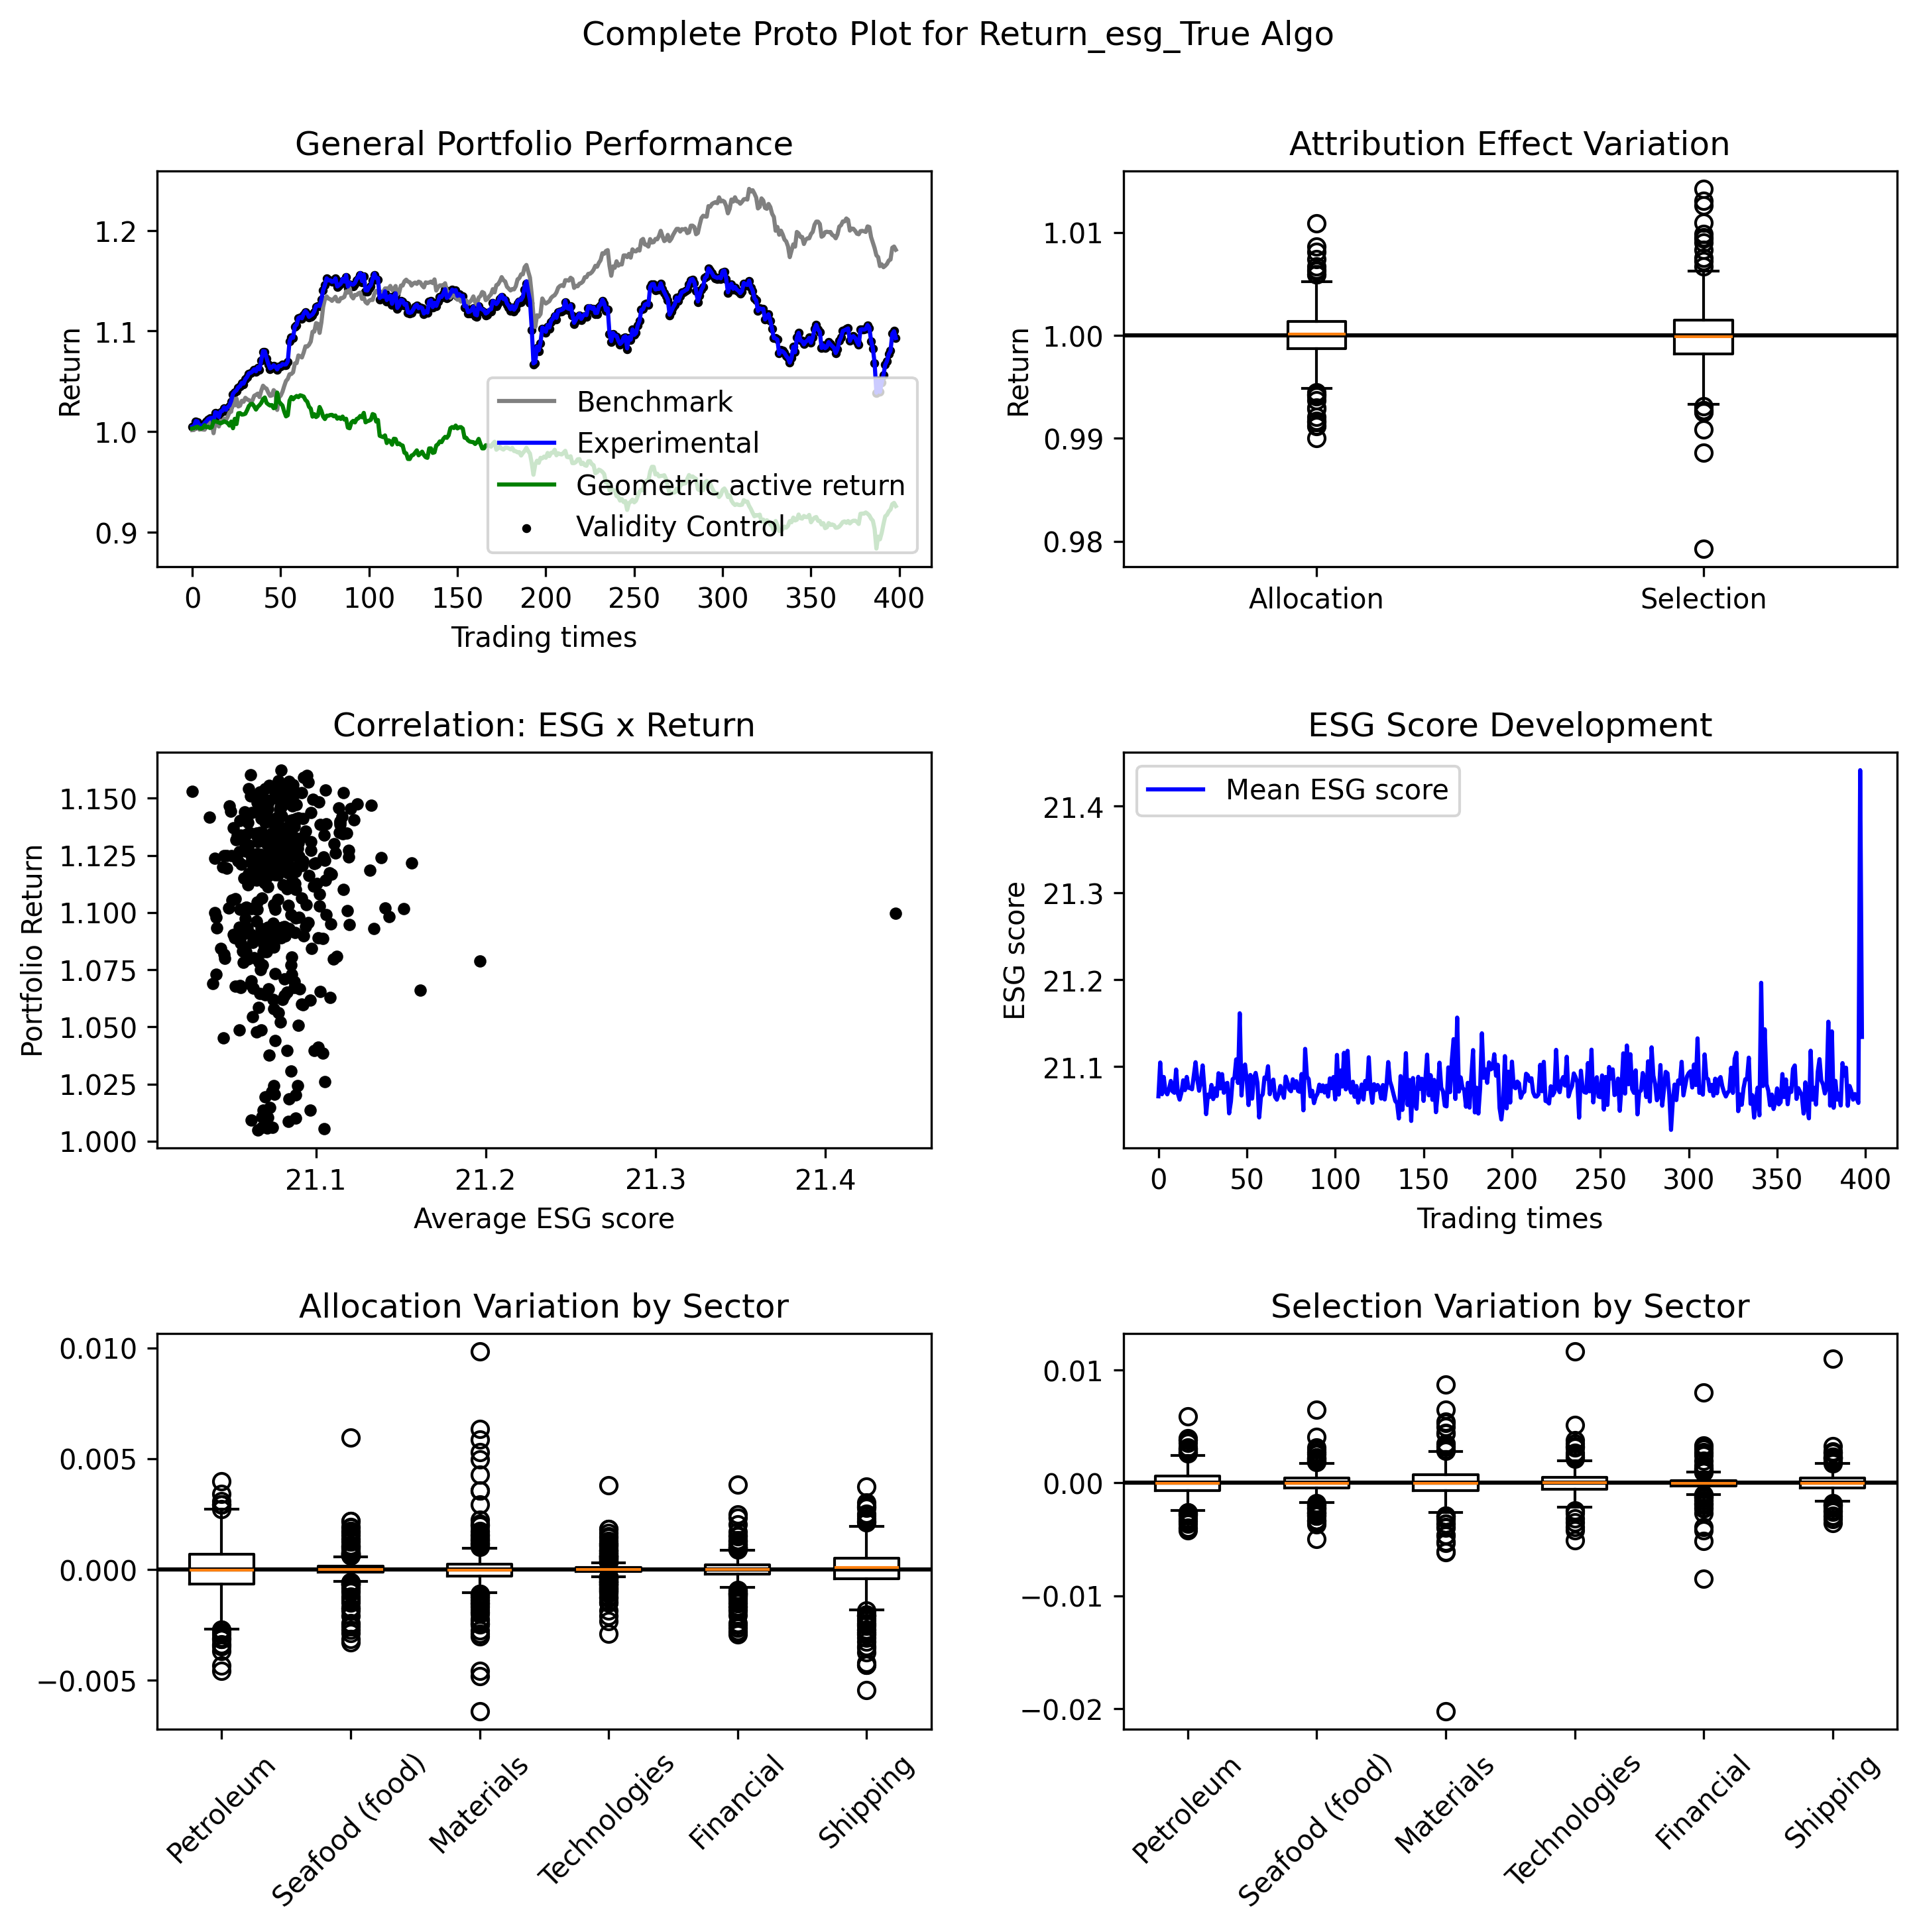 Complete Proto Plot for Return_esg_True Algo
General Portfolio Performance
Return
1.2
1.1
1.0
0.9
Benchmark
Experimental
Geometric active return
Validity Control
0 50 100 150 200 250 300 350 400
Trading times
Attribution Effect Variation
Return
1.01
1.00
0.99
0.98
Allocation Selection
Correlation: ESG x Return
Portfolio Return
1.150
1.125
1.100
1.075
1.050
1.025
1.000
21.1 21.2 21.3 21.4
Average ESG score
ESG Score Development
Mean ESG score
ESG score
21.4
21.3
21.2
21.1
0 50 100 150 200 250 300 350 400
Trading times
Allocation Variation by Sector
0.010
0.005
0.000
−0.005
Petroleum
Seafood (food)
Materials
Technologies
Financial
Shipping
Selection Variation by Sector
0.01
0.00
−0.01
−0.02
Petroleum
Seafood (food)
Materials
Technologies
Financial
Shipping